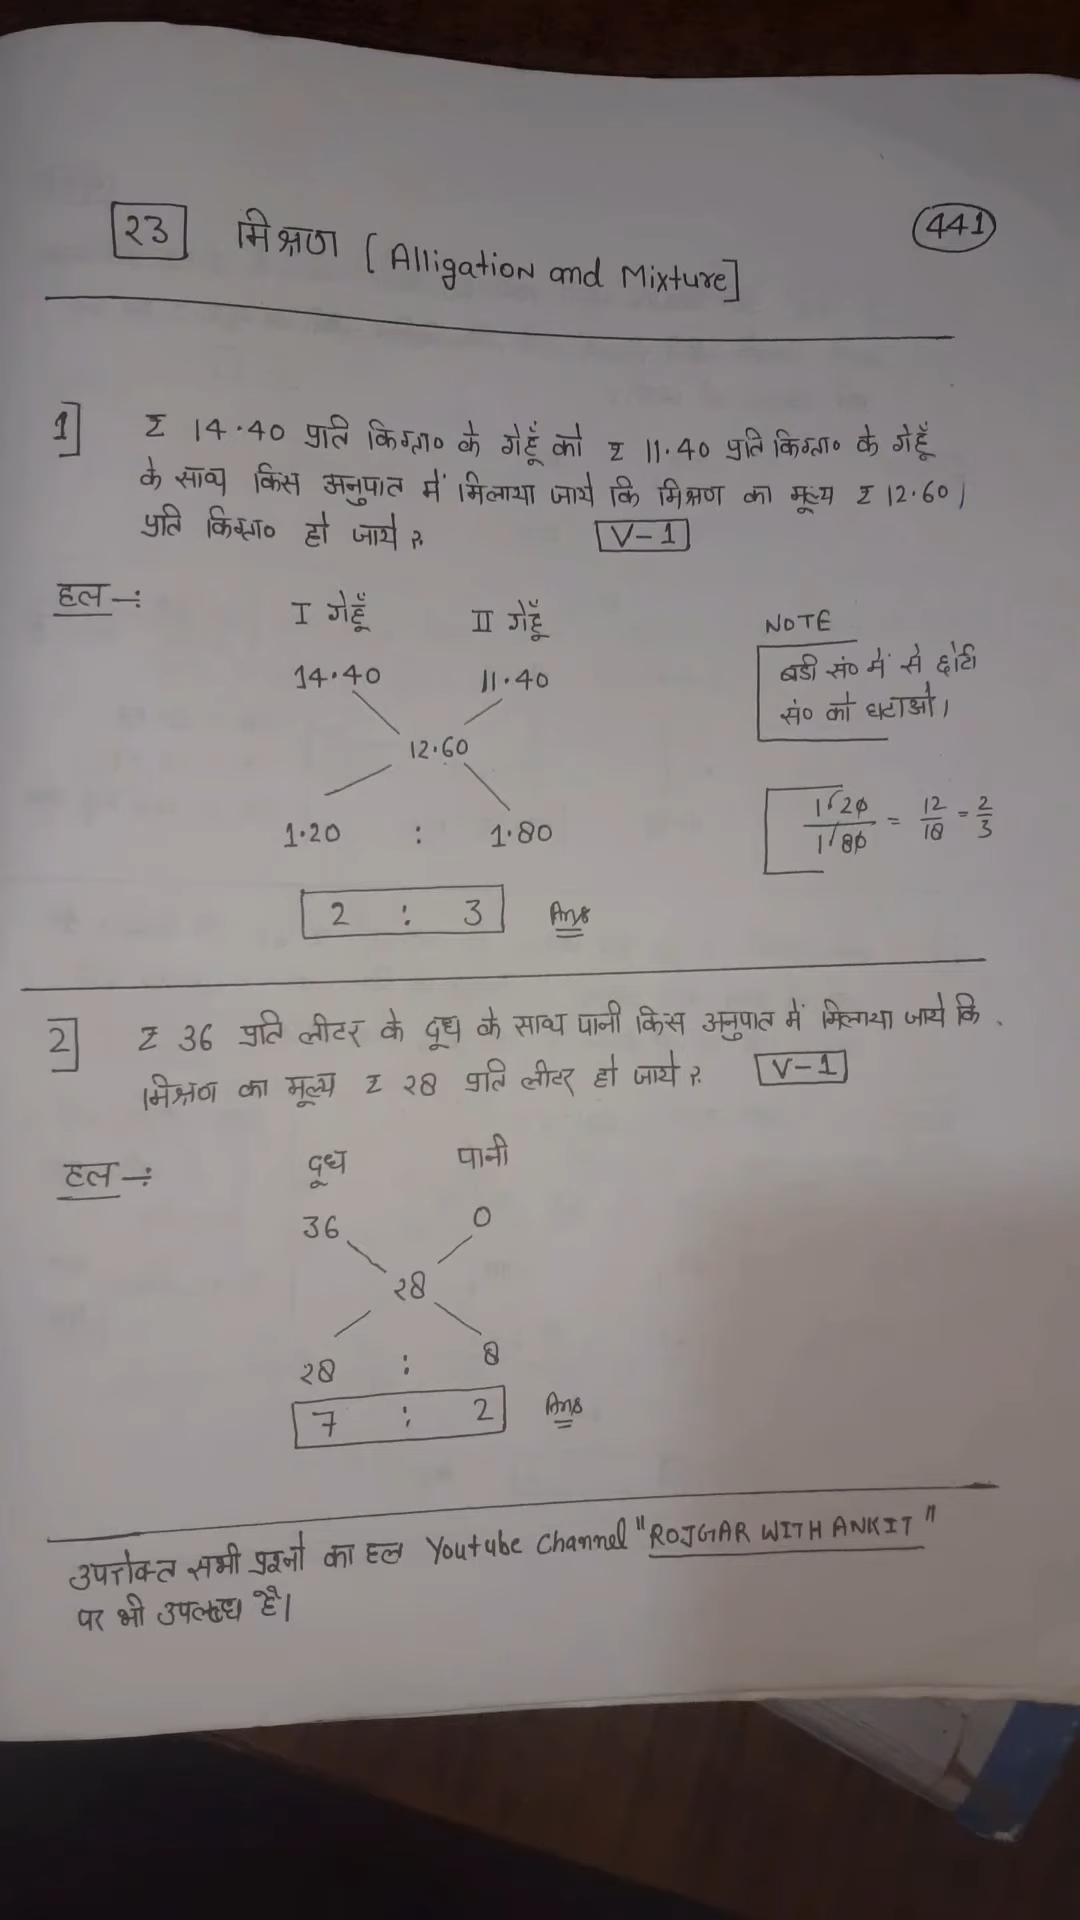 23 मिश्रण [Alligation and Mixture]
441
1] ₹ 14.40 प्रति किग्रा० के गेहूँ को ₹ 11.40 प्रति किग्रा० के गेहूँ
के साथ किस अनुपात में मिलाया जाये कि मिश्रण का मूल्य ₹ 12.60,
प्रति किग्रा० हो जाये ?. V-1
हल -:
I गेहूँ II गेहूँ
14.40 11.40
12.60
1.20 : 1.80
2 : 3 Ans
NOTE
बडी सं० में से छोटी
सं० को घटाओ।
1.20/1.80 = 12/18 = 2/3
2] ₹ 36 प्रति लीटर के दूध के साथ पानी किस अनुपात में मिलाया जाये कि
मिश्रण का मूल्य ₹ 28 प्रति लीटर हो जाये ?. V-1
हल -:
दूध पानी
36 0
28
28 : 8
7 : 2 Ans
उपरोक्त सभी प्रश्नो का हल Youtube Channel "ROJGAR WITH ANKIT"
पर भी उपलब्ध है।